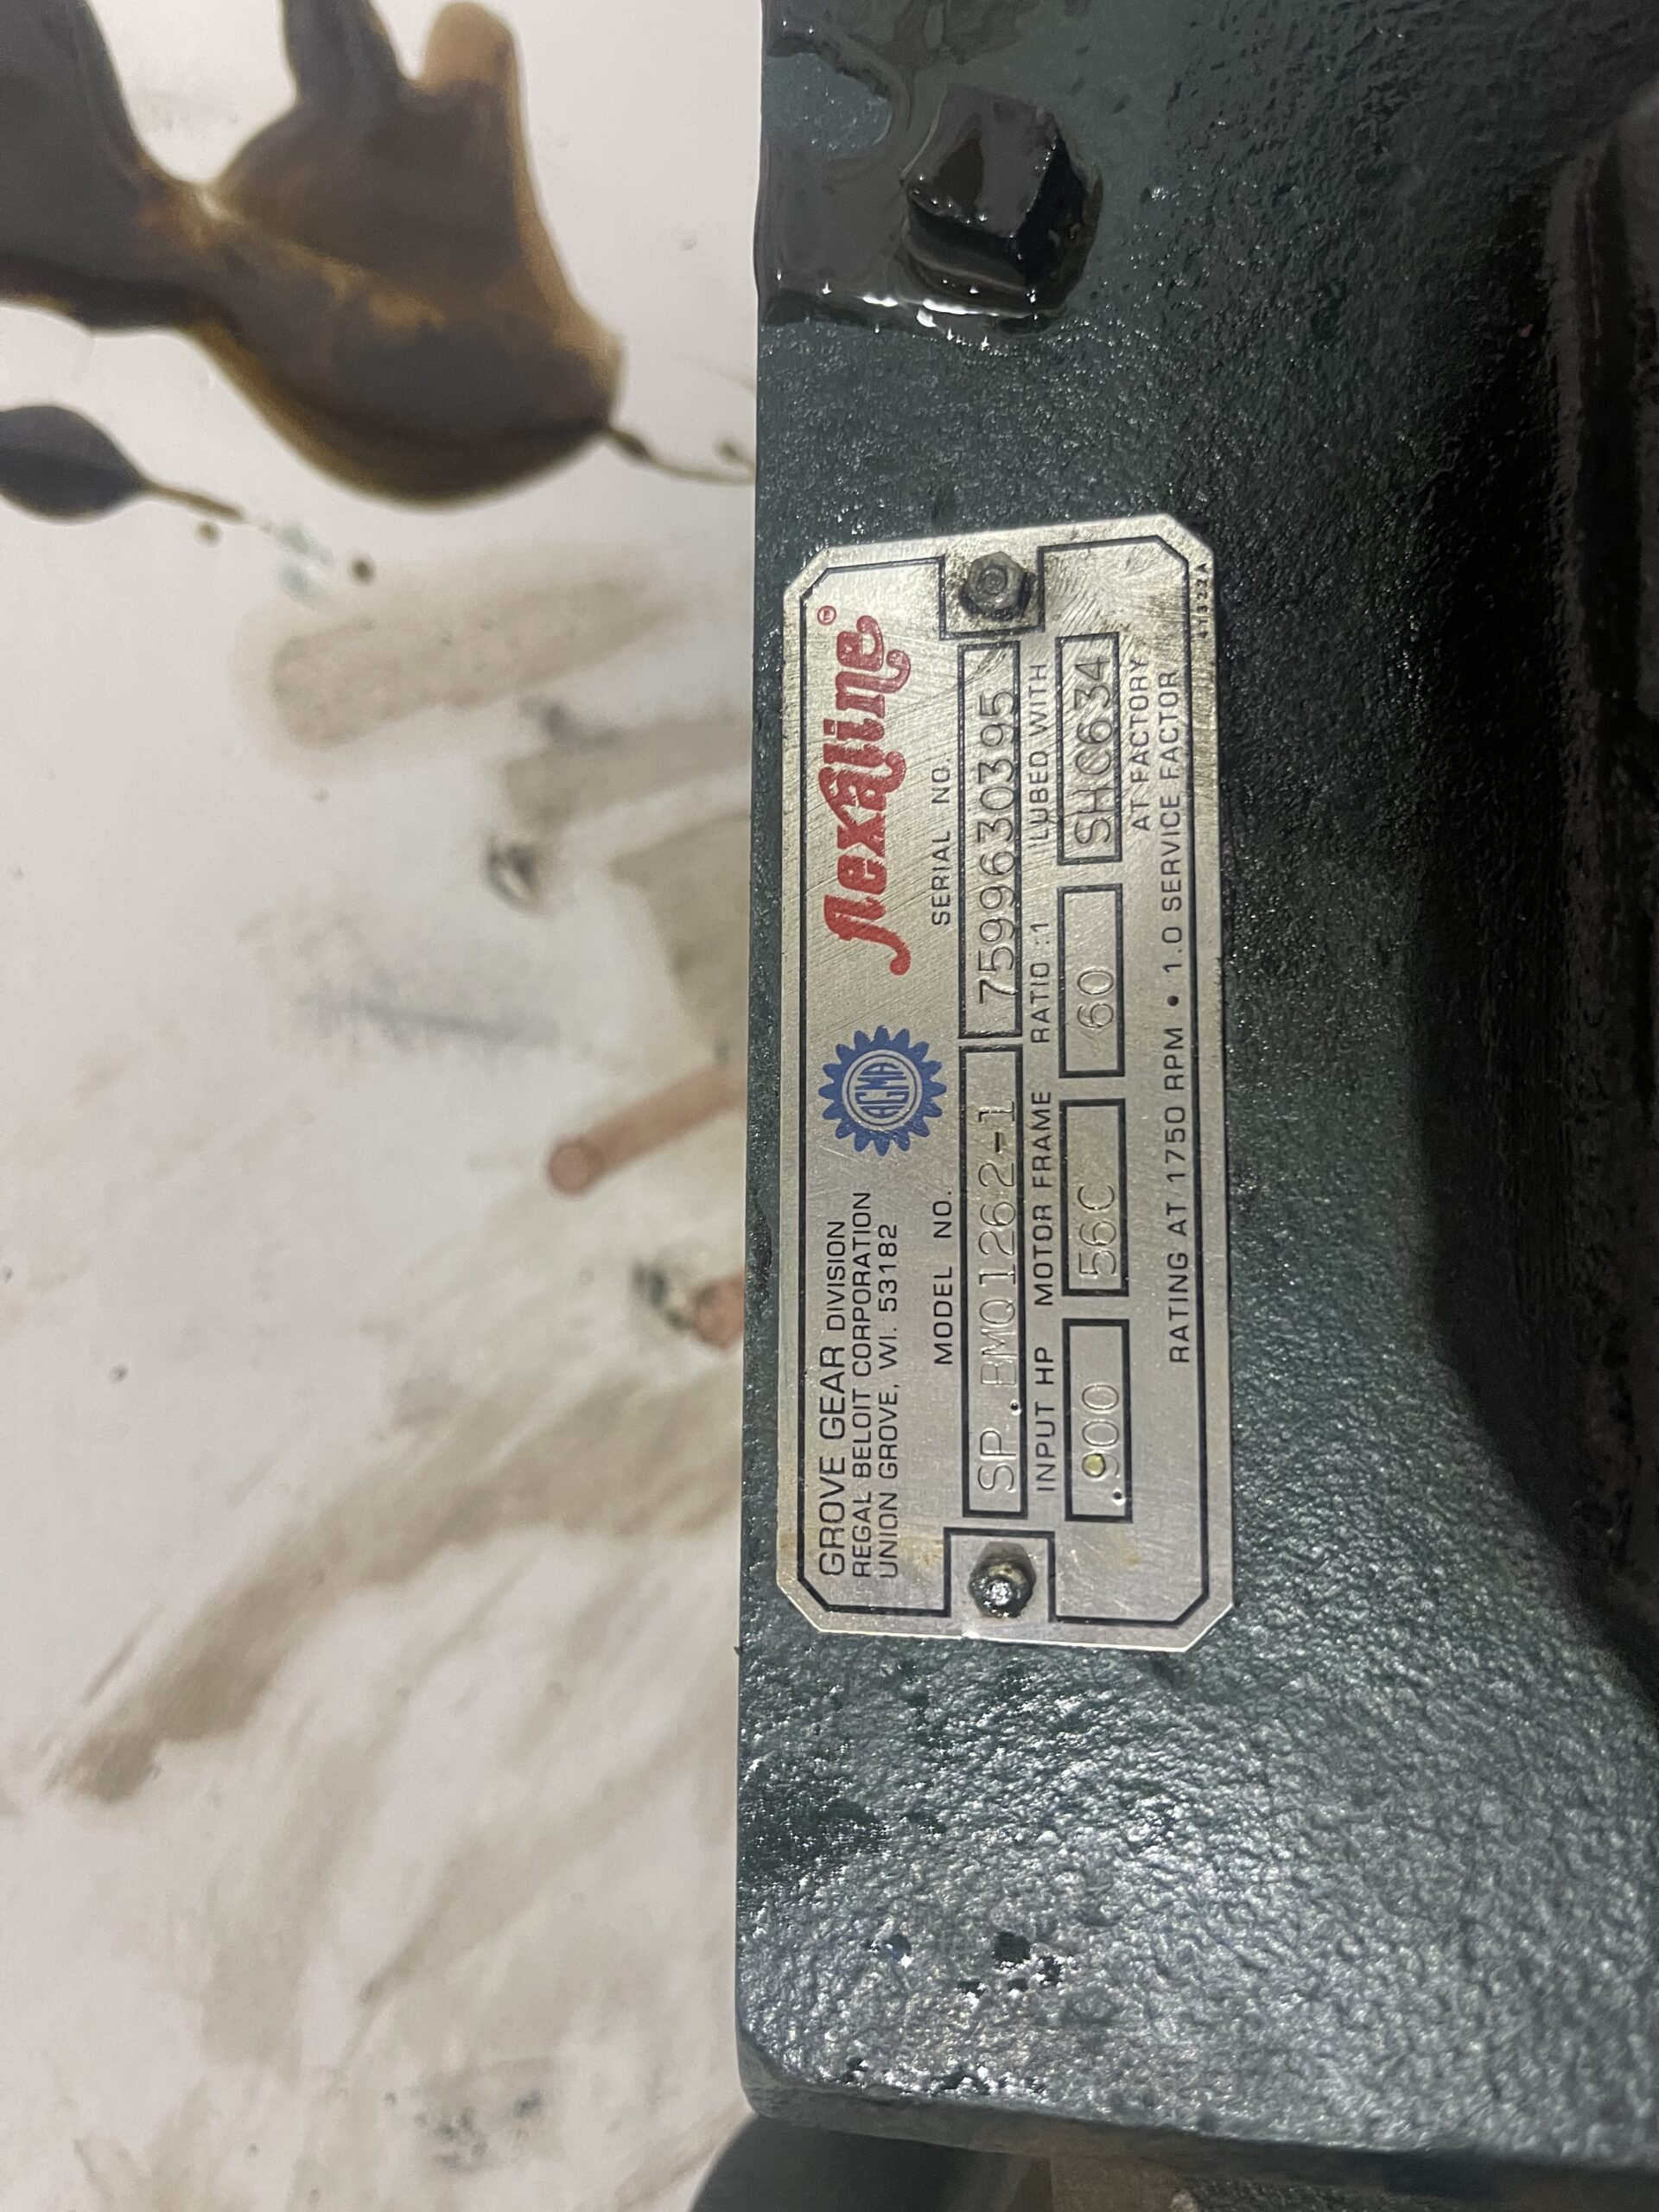 GROVE GEAR DIVISION
REGAL BELOIT CORPORATION
UNION GROVE, WI. 53182
AGMA
flexaline™
MODEL NO. SERIAL NO.
SP.BMQ1262-1 7599630395
INPUT HP MOTOR FRAME RATIO :1 LUBED WITH
.900 56C 60 SHC634
AT FACTORY
RATING AT 1750 RPM • 1.0 SERVICE FACTOR